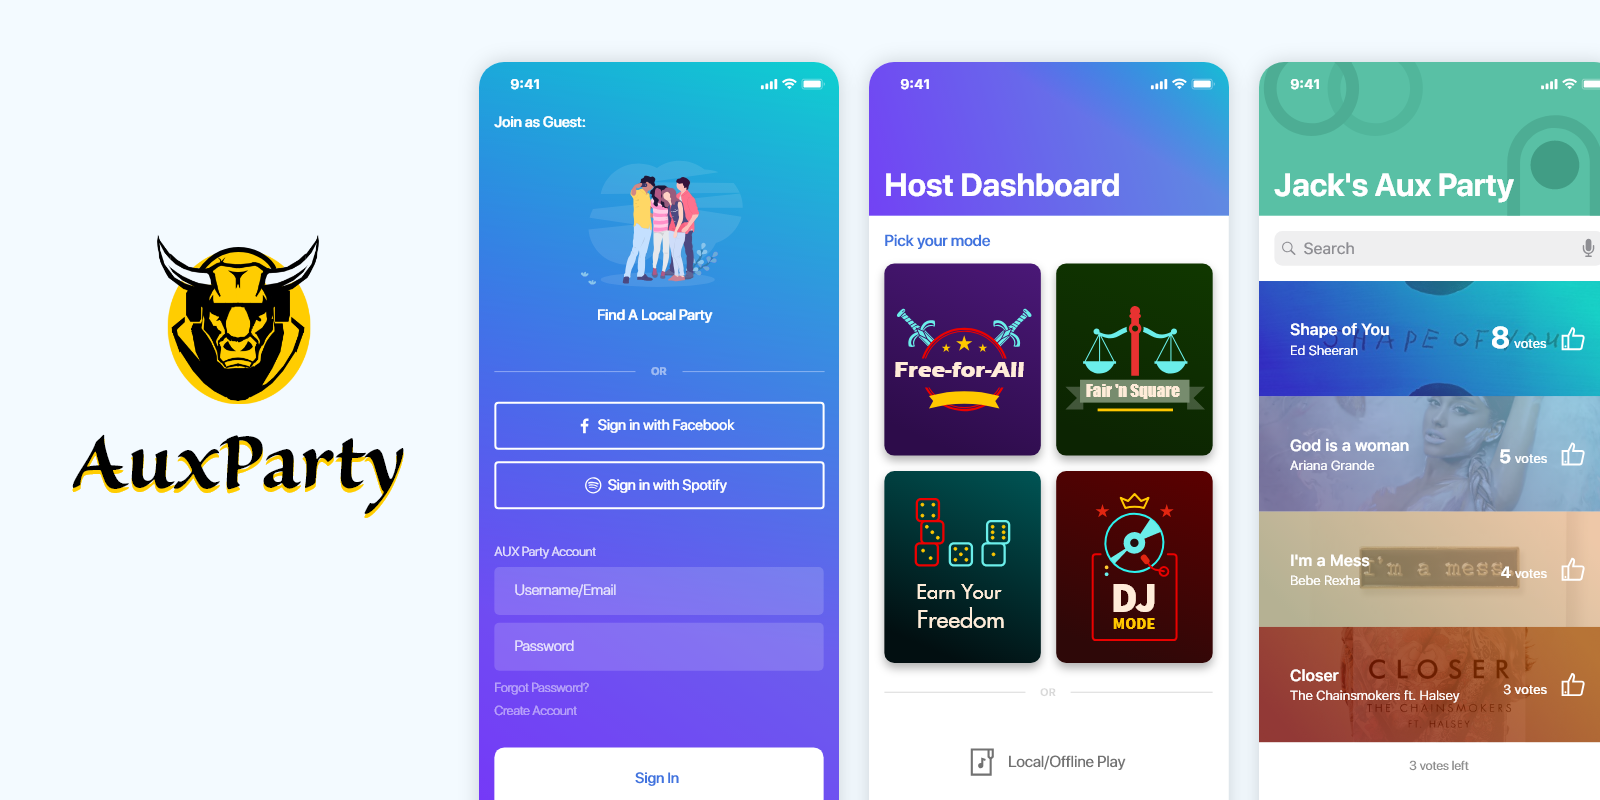 AuxParty
9:41
Join as Guest:
Find A Local Party
OR
Sign in with Facebook
Sign in with Spotify
AUX Party Account
Username/Email
Password
Forgot Password?
Create Account
Sign In
9:41
Host Dashboard
Pick your mode
Free-for-All
Fair 'n Square
Earn Your
Freedom
DJ
MODE
OR
Local/Offline Play
9:41
Jack's Aux Party
Search
Shape of You
Ed Sheeran
8 votes
SHAPE OF YOU
God is a woman
Ariana Grande
5 votes
I'm a Mess
Bebe Rexha
i'm a mess
4 votes
CLOSER
Closer
The Chainsmokers ft. Halsey
3 votes
THE CHAINSMOKERS
FT. HALSEY
3 votes left